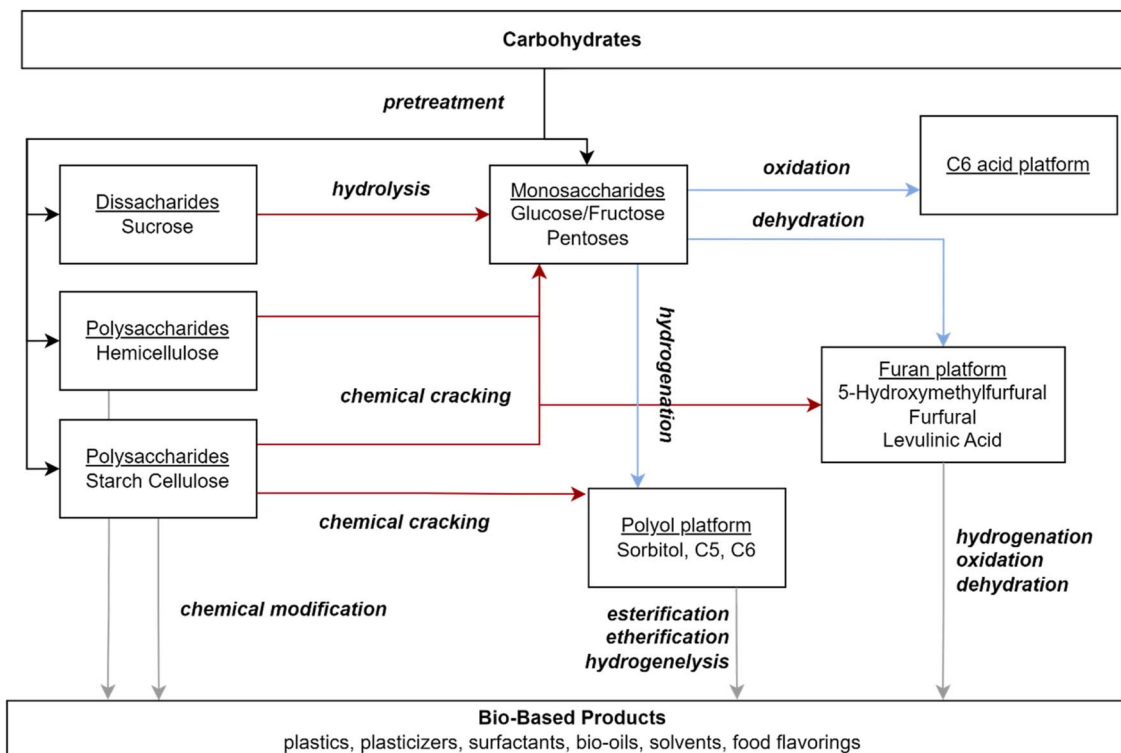 Carbohydrates
pretreatment
C6 acid platform
Dissacharides
Sucrose
hydrolysis
Monosaccharides
Glucose/Fructose
Pentoses
oxidation
dehydration
Polysaccharides
Hemicellulose
hydrogenation
chemical cracking
Furan platform
5-Hydroxymethylfurfural
Furfural
Levulinic Acid
Polysaccharides
Starch Cellulose
chemical cracking
Polyol platform
Sorbitol, C5, C6
hydrogenation
oxidation
dehydration
chemical modification
esterification
etherification
hydrogenelysis
Bio-Based Products
plastics, plasticizers, surfactants, bio-oils, solvents, food flavorings